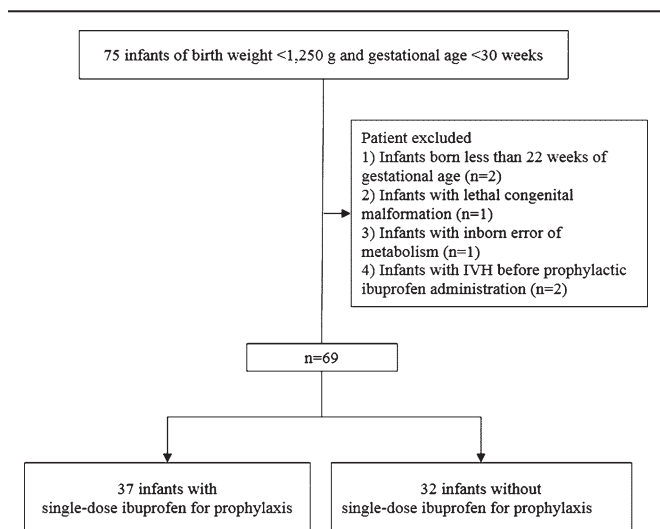 75 infants of birth weight <1,250 g and gestational age <30 weeks
Patient excluded
1) Infants born less than 22 weeks of
gestational age (n=2)
2) Infants with lethal congenital
malformation (n=1)
3) Infants with inborn error of
metabolism (n=1)
4) Infants with IVH before prophylactic
ibuprofen administration (n=2)
n=69
37 infants with
single-dose ibuprofen for prophylaxis
32 infants without
single-dose ibuprofen for prophylaxis